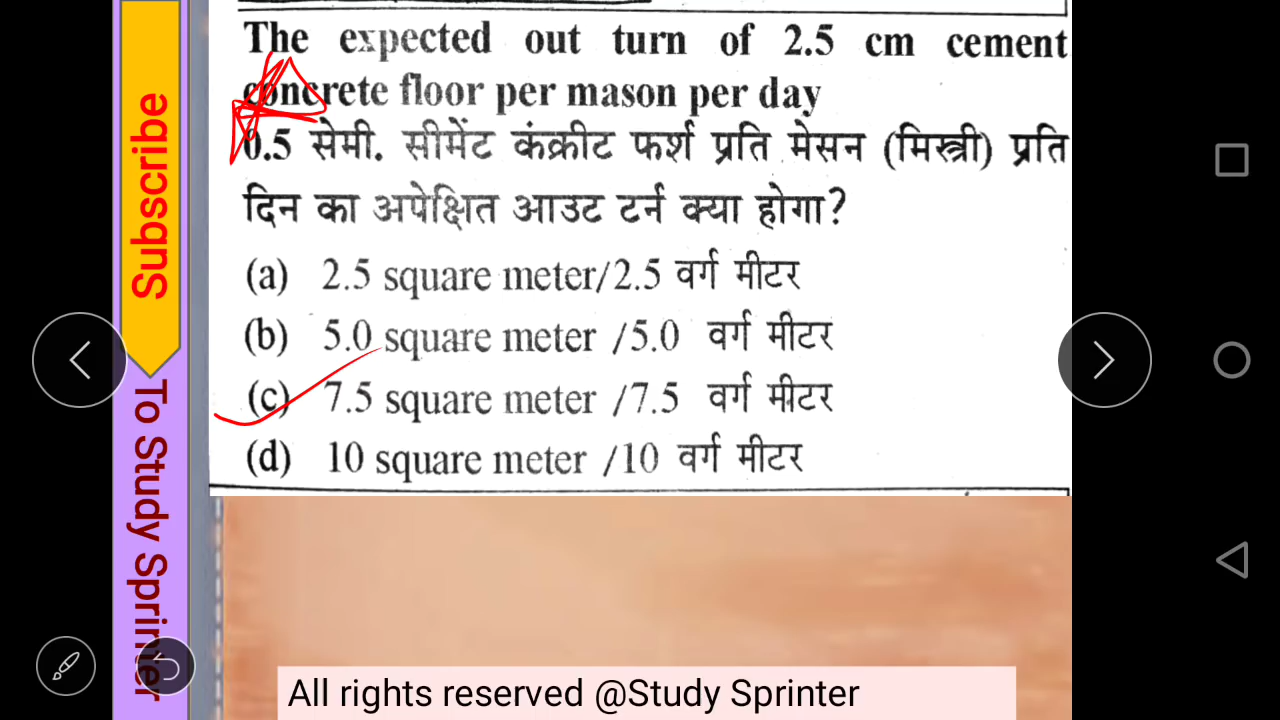 The expected out turn of 2.5 cm cement
concrete floor per mason per day
0.5 सेमी. सीमेंट कंक्रीट फर्श प्रति मेसन (मिस्त्री) प्रति
दिन का अपेक्षित आउट टर्न क्या होगा?
(a) 2.5 square meter/2.5 वर्ग मीटर
(b) 5.0 square meter /5.0 वर्ग मीटर
(c) 7.5 square meter /7.5 वर्ग मीटर
(d) 10 square meter /10 वर्ग मीटर
Subscribe
To Study Sprinter
All rights reserved @Study Sprinter